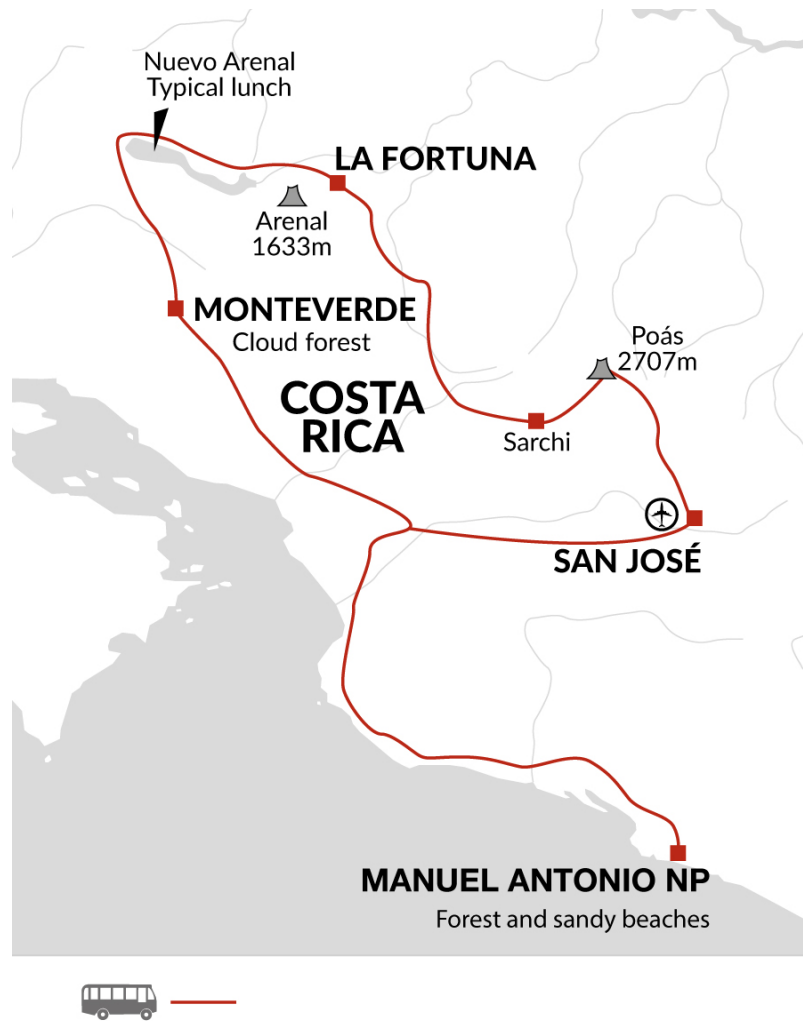 Nuevo Arenal
Typical lunch
LA FORTUNA
Arenal
1633m
MONTEVERDE
Cloud forest
Poás
2707m
COSTA
RICA
Sarchi
SAN JOSÉ
MANUEL ANTONIO NP
Forest and sandy beaches